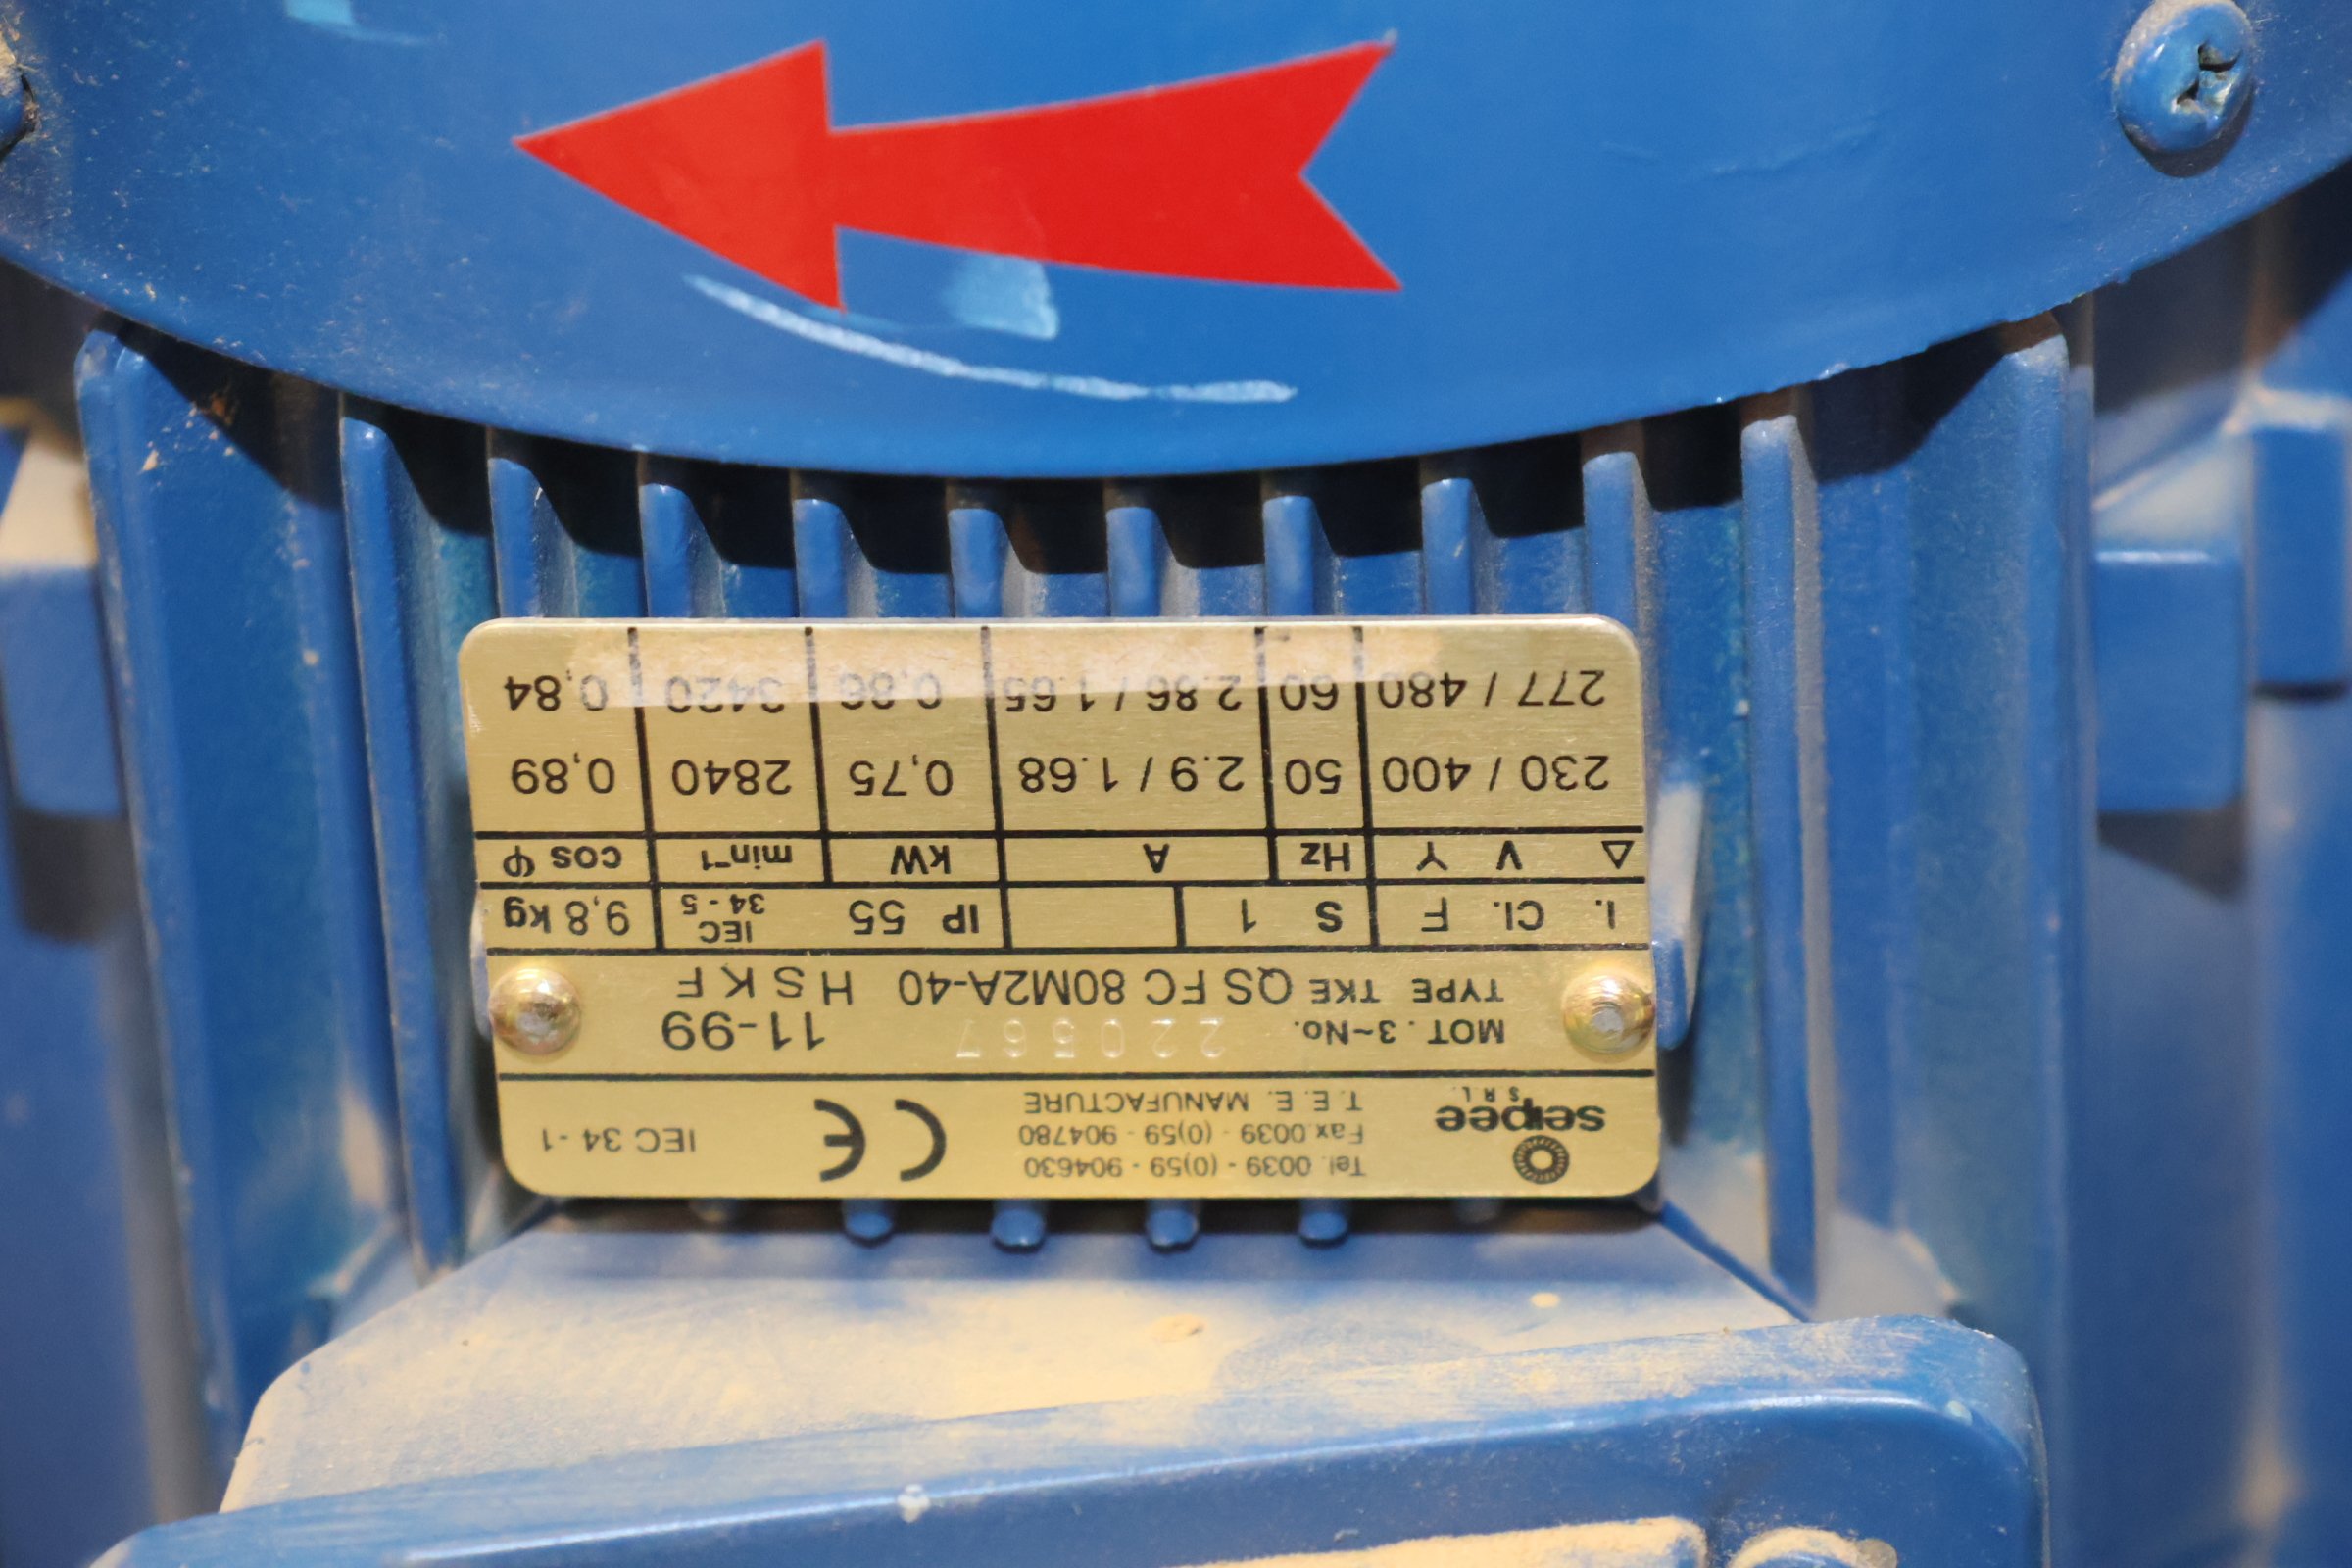 seipee
S R L
Tel. 0039 - (0)59 - 904630
Fax.0039 - (0)59 - 904780
T. E. E. MANUFACTURE
CE
IEC 34 - 1
MOT . 3~No. 220567 11-99
TYPE TKE QS FC 80M2A-40 H S K F
I. Cl. F S 1 IP 55 IEC 34 - 5 9,8 kg
Δ V Y Hz A kW min⁻¹ cos φ
230 / 400 50 2.9 / 1.68 0,75 2840 0,89
277 / 480 60 2.86 / 1.65 0,86 3420 0,84